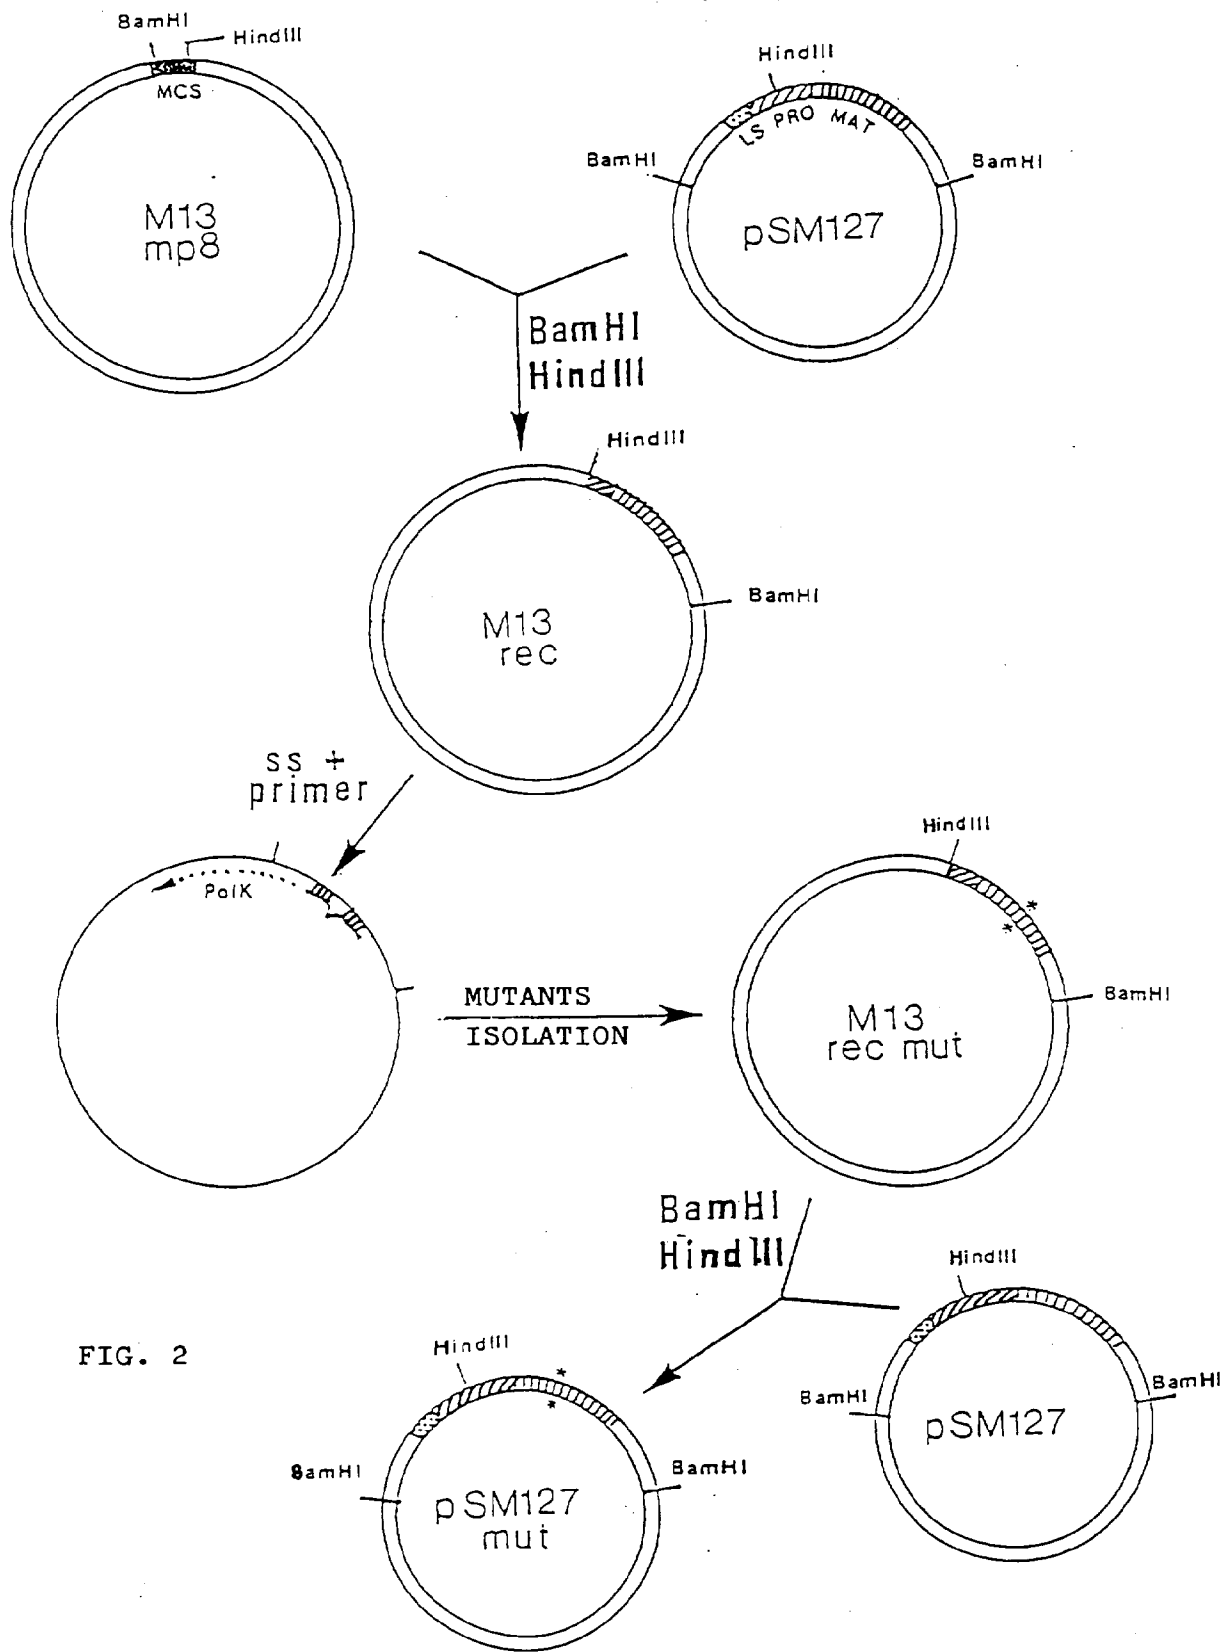 BamHI
HindIII
MCS
M13
mp8
HindIII
LS PRO MAT
BamHI
BamHI
pSM127
BamHI
HindIII
HindIII
BamHI
M13
rec
SS +
primer
PolK
MUTANTS
ISOLATION
HindIII
*
*
BamHI
M13
rec mut
BamHI
HindIII
HindIII
BamHI
BamHI
pSM127
FIG. 2
HindIII
*
*
BamHI
BamHI
pSM127
mut